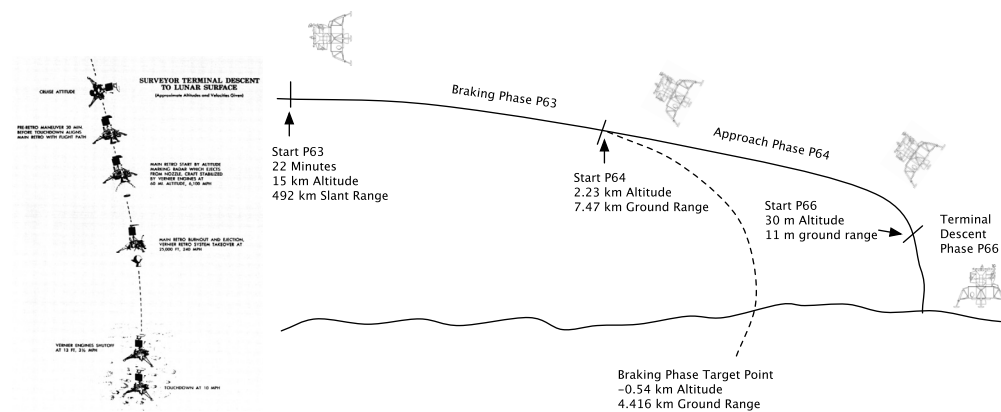 SURVEYOR TERMINAL DESCENT
TO LUNAR SURFACE
(Approximate Altitudes and Velocities Given)
CRUISE ATTITUDE
PRE-RETRO MANEUVER 30 MIN.
BEFORE TOUCHDOWN ALIGNS
MAIN RETRO WITH FLIGHT PATH
MAIN RETRO START BY ALTITUDE
MARKING RADAR WHICH EJECTS
FROM NOZZLE, CRAFT STABILIZED
BY VERNIER ENGINES AT
60 MI. ALTITUDE, 6,100 MPH
MAIN RETRO BURNOUT AND EJECTION,
VERNIER RETRO SYSTEM TAKEOVER AT
25,000 FT, 240 MPH
VERNIER ENGINES SHUTOFF
AT 13 FT, 3½ MPH
TOUCHDOWN AT 10 MPH
Braking Phase P63
Approach Phase P64
Start P63
22 Minutes
15 km Altitude
492 km Slant Range
Start P64
2.23 km Altitude
7.47 km Ground Range
Start P66
30 m Altitude
11 m ground range
Terminal
Descent
Phase P66
Braking Phase Target Point
−0.54 km Altitude
4.416 km Ground Range